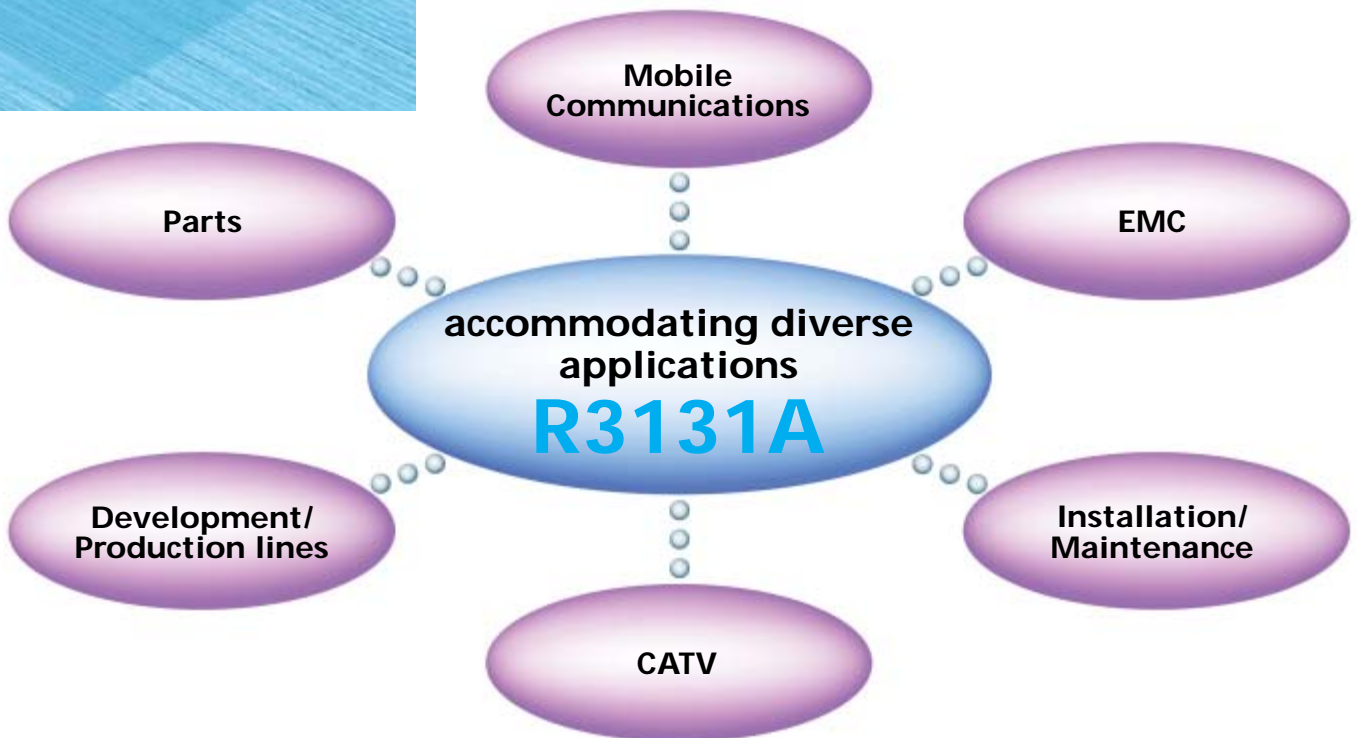 Mobile
Communications
Parts
EMC
accommodating diverse
applications
R3131A
Development/
Production lines
Installation/
Maintenance
CATV